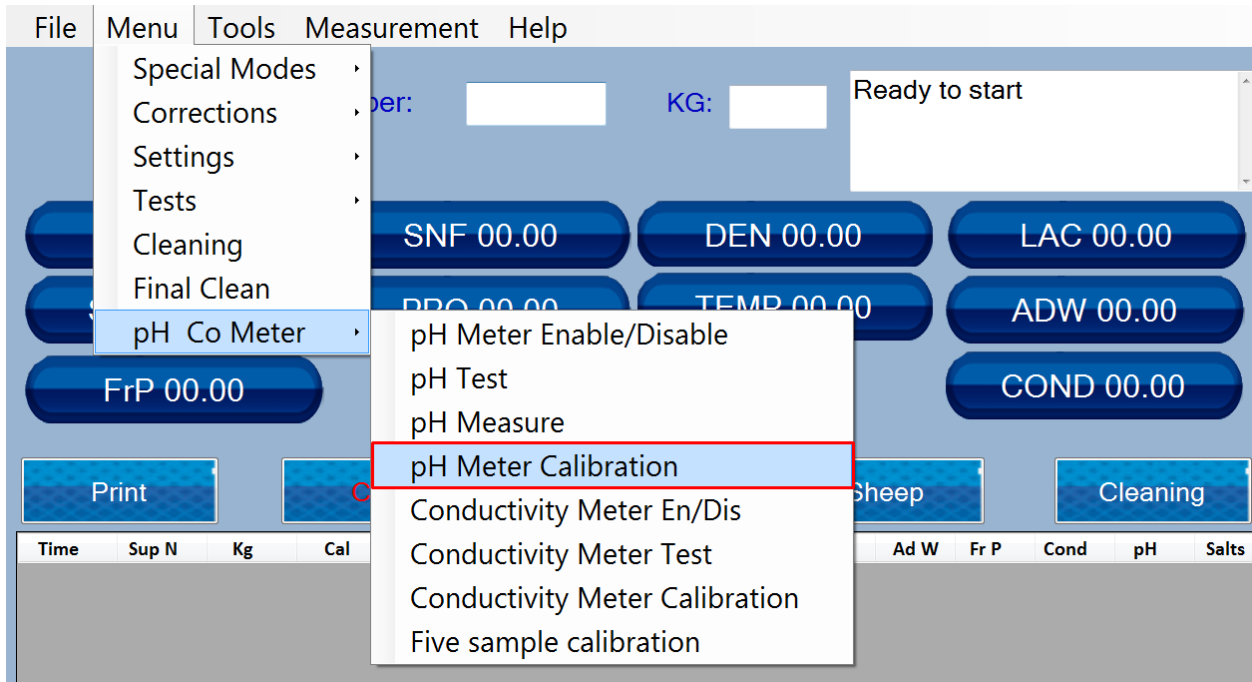 File Menu Tools Measurement Help
Special Modes
Corrections
Settings
Tests
Cleaning
Final Clean
pH Co Meter
pH Meter Enable/Disable
pH Test
pH Measure
pH Meter Calibration
Conductivity Meter En/Dis
Conductivity Meter Test
Conductivity Meter Calibration
Five sample calibration
KG:
Ready to start
SNF 00.00 DEN 00.00 LAC 00.00
TEMP 00.00 ADW 00.00
FrP 00.00 COND 00.00
Print Sheep Cleaning
Time Sup N Kg Cal Ad W Fr P Cond pH Salts